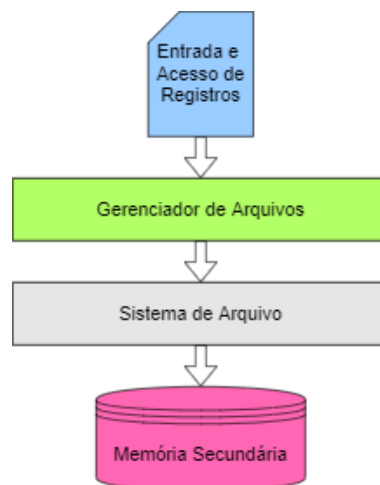 Entrada e
Acesso de
Registros
Gerenciador de Arquivos
Sistema de Arquivo
Memória Secundária